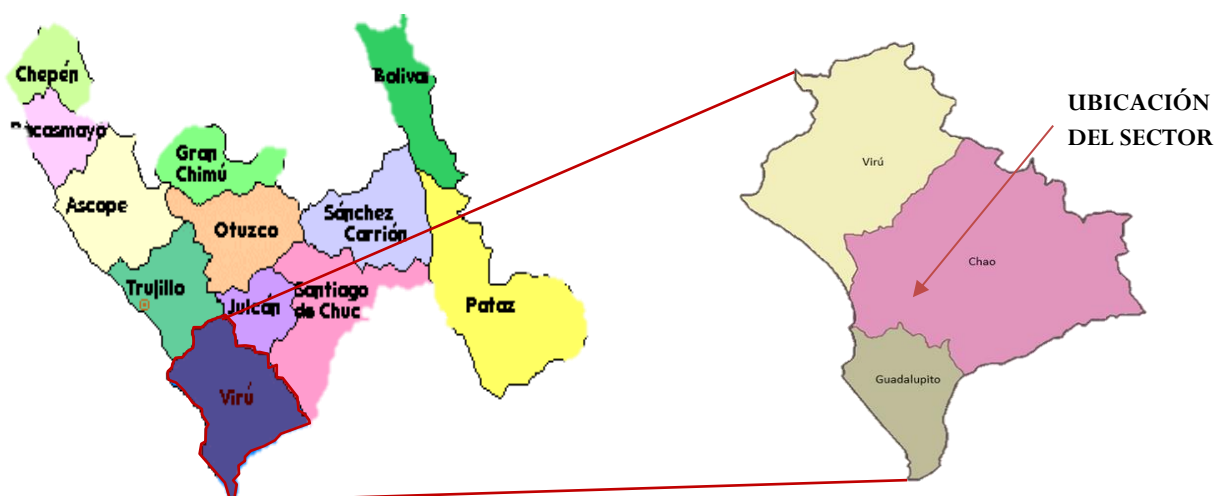 Chepén
Bolivar
Gran
Chimú
Ascope
Otuzco
Sánchez
Carrión
Trujillo
Julcán
Santiago
de Chuc
Pataz
Virú
Virú
Chao
Guadalupito
UBICACIÓN
DEL SECTOR